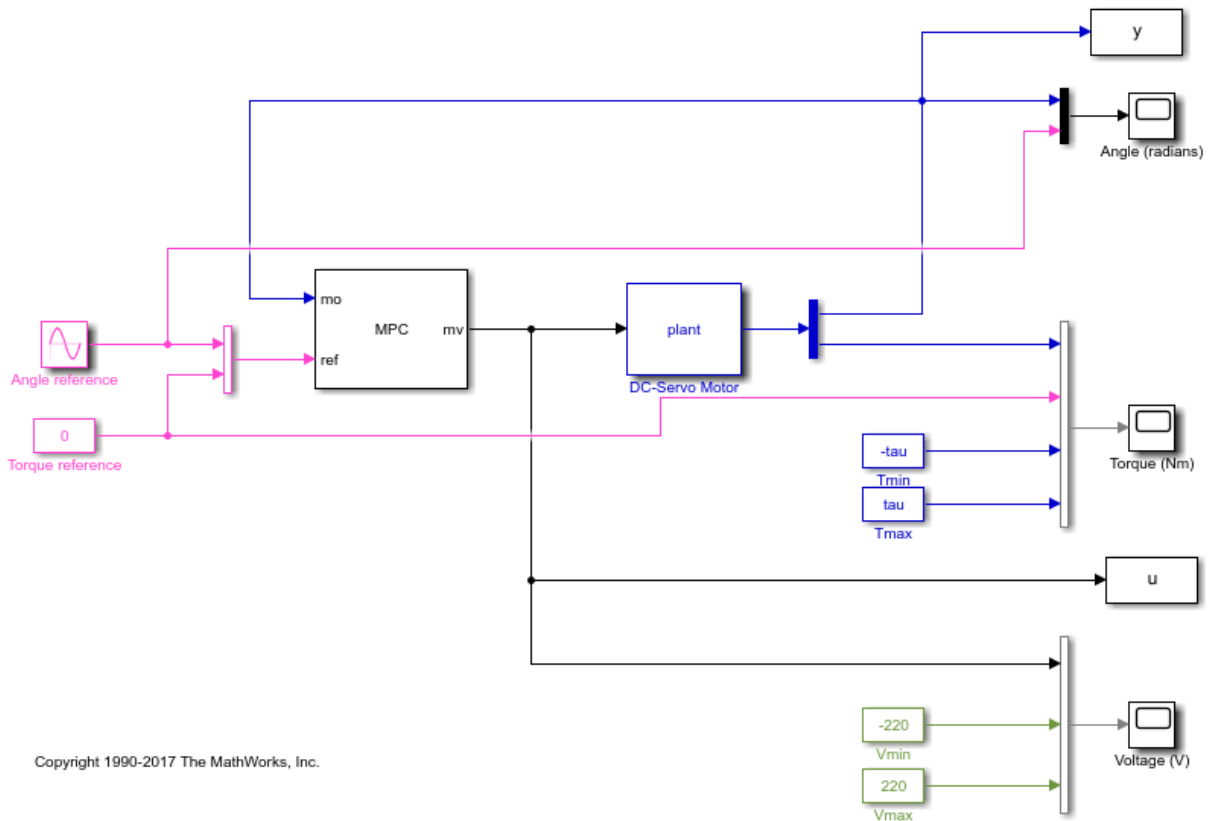 y
Angle (radians)
mo
MPC
mv
ref
plant
DC-Servo Motor
Angle reference
0
Torque reference
-tau
Tmin
tau
Tmax
Torque (Nm)
u
-220
Vmin
220
Vmax
Voltage (V)
Copyright 1990-2017 The MathWorks, Inc.